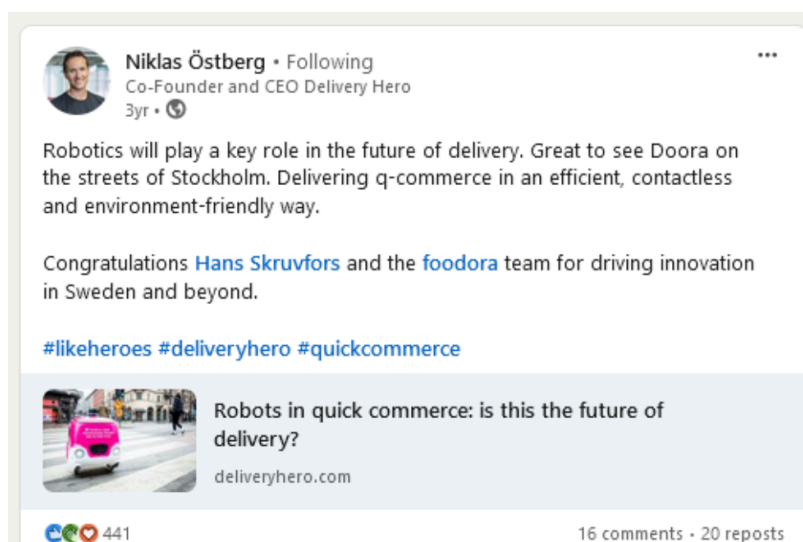 Niklas Östberg • Following
Co-Founder and CEO Delivery Hero
3yr •
Robotics will play a key role in the future of delivery. Great to see Doora on
the streets of Stockholm. Delivering q-commerce in an efficient, contactless
and environment-friendly way.
Congratulations Hans Skruvfors and the foodora team for driving innovation
in Sweden and beyond.
#likeheroes #deliveryhero #quickcommerce
Robots in quick commerce: is this the future of
delivery?
deliveryhero.com
441
16 comments • 20 reposts